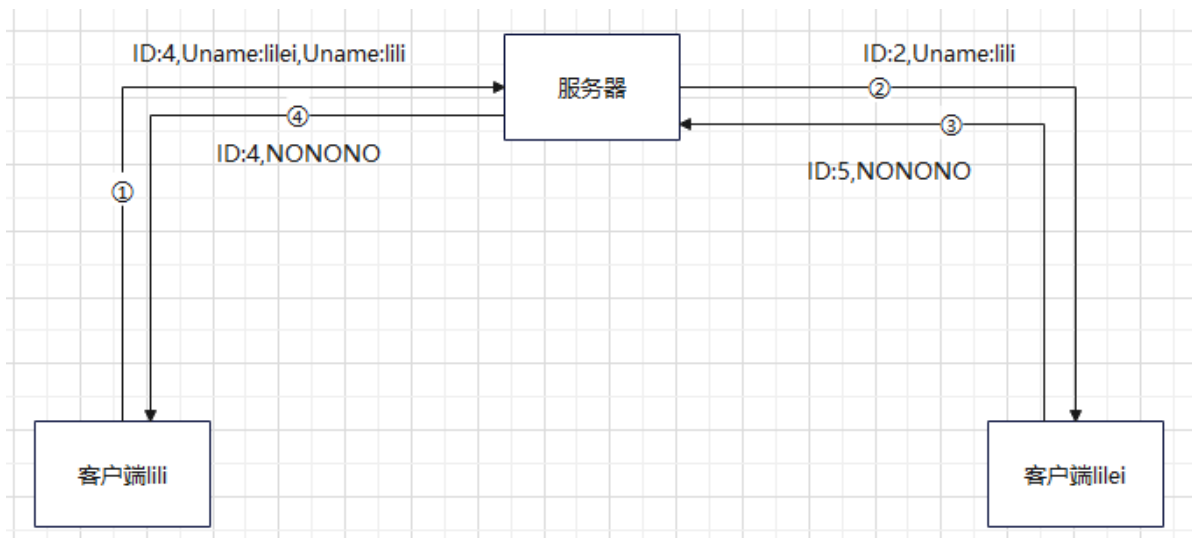 ID:4,Uname:lilei,Uname:lili
服务器
ID:2,Uname:lili
②
④
③
ID:4,NONONO
ID:5,NONONO
①
客户端lili
客户端lilei